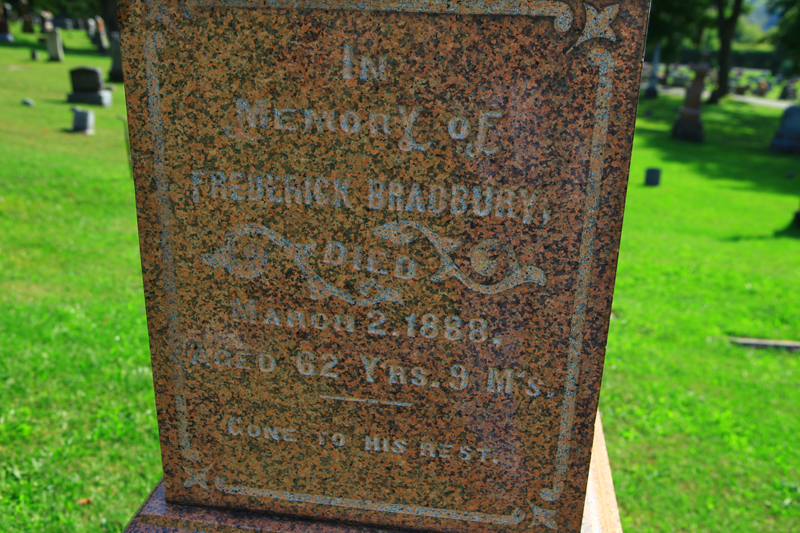 IN
MEMORY OF
FREDERICK BRADBURY,
DIED
MARCH 2. 1888.
AGED 62 YRS. 9 M's.
GONE TO HIS REST.